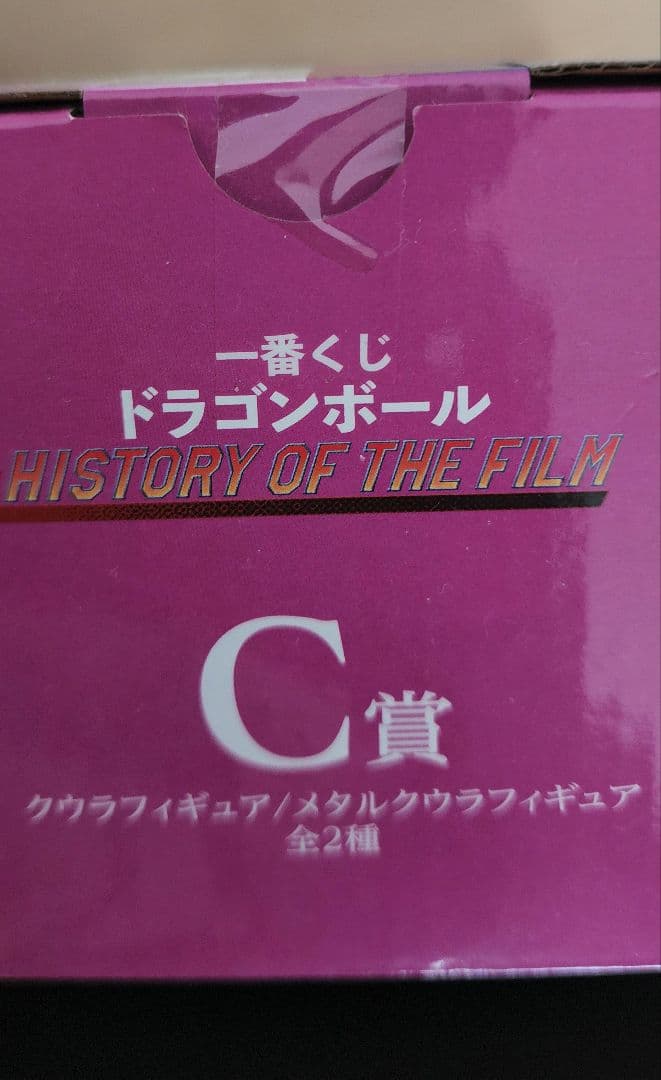 一番くじ
ドラゴンボール
HISTORY OF THE FILM
C賞
クウラフィギュア/メタルクウラフィギュア
全2種